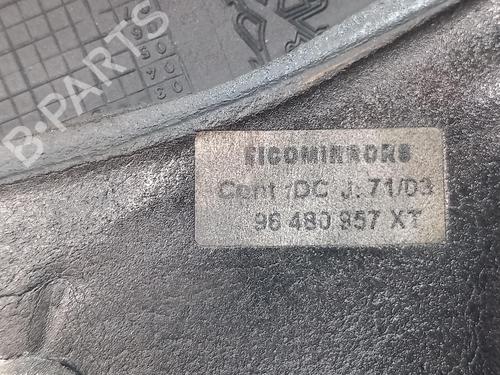 B-PARTS
FICOMIRRORS
Cent :DC J: 71/03
96 480 957 XT